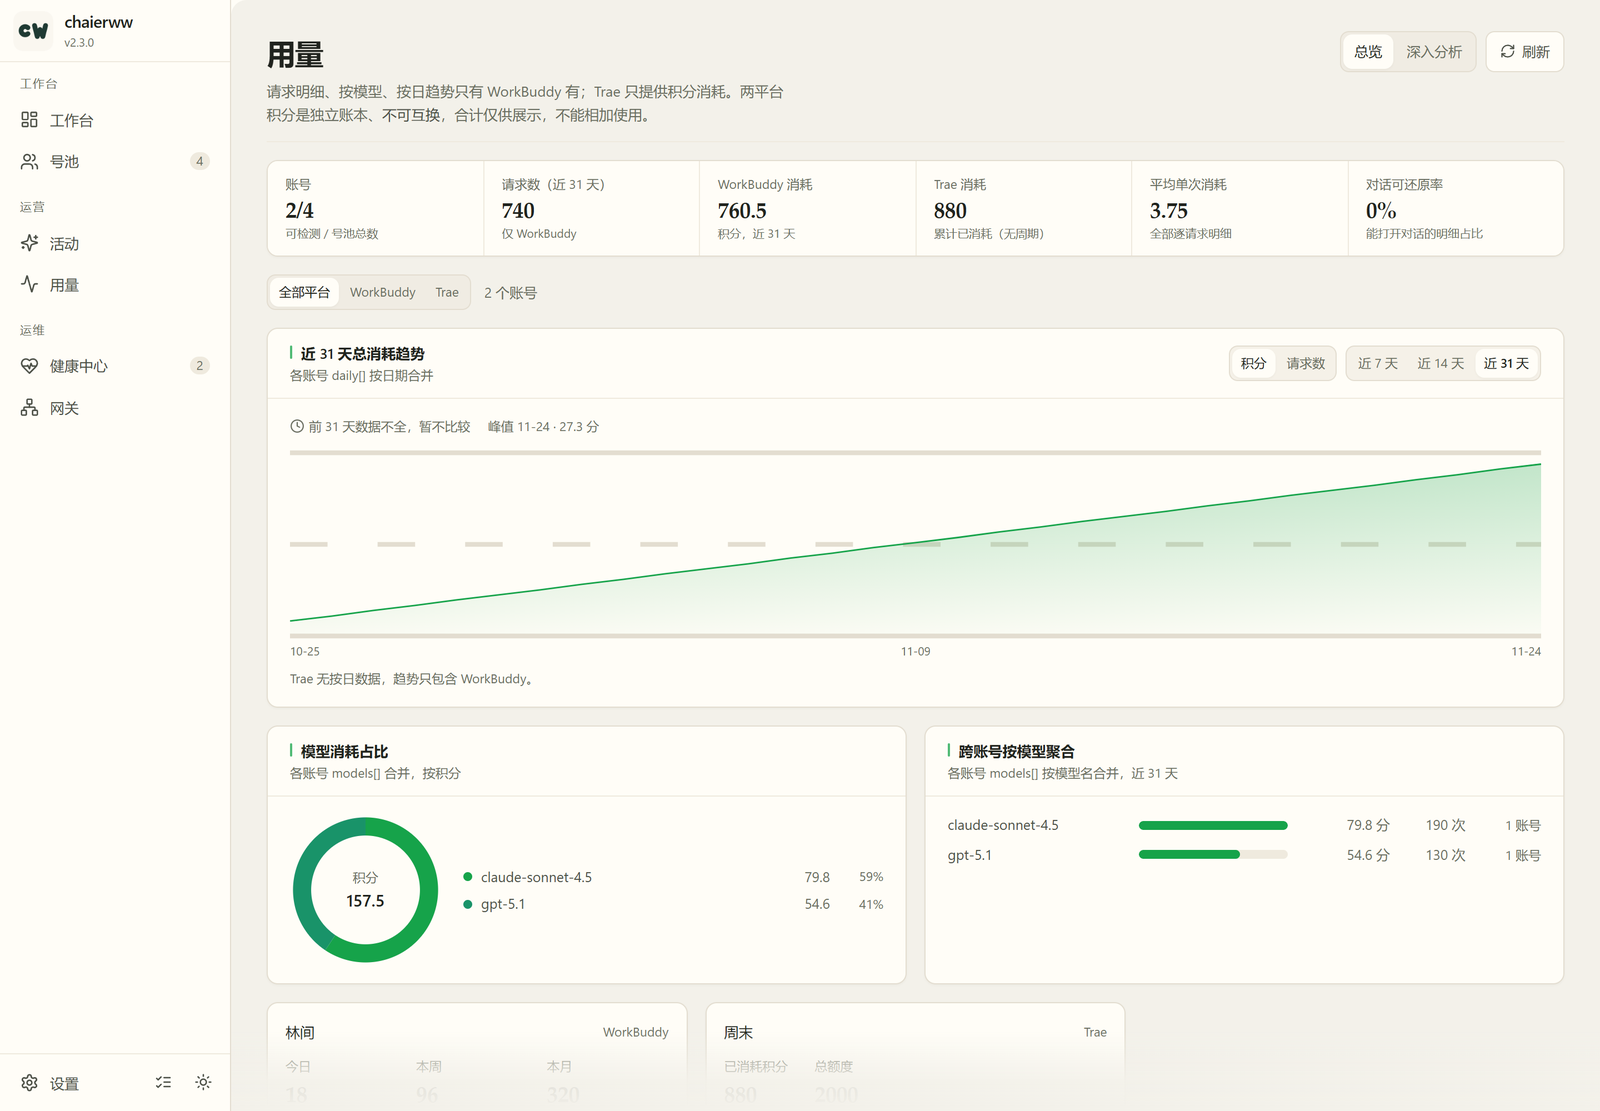 cw
chaierww
v2.3.0
工作台
工作台
号池
4
运营
活动
用量
运维
健康中心
2
网关
设置
用量
请求明细、按模型、按日趋势只有 WorkBuddy 有；Trae 只提供积分消耗。两平台
积分是独立账本、不可互换，合计仅供展示，不能相加使用。
总览
深入分析
刷新
账号
2/4
可检测 / 号池总数
请求数（近 31 天）
740
仅 WorkBuddy
WorkBuddy 消耗
760.5
积分，近 31 天
Trae 消耗
880
累计已消耗（无周期）
平均单次消耗
3.75
全部逐请求明细
对话可还原率
0%
能打开对话的明细占比
全部平台
WorkBuddy
Trae
2 个账号
近 31 天总消耗趋势
各账号 daily[] 按日期合并
积分
请求数
近 7 天
近 14 天
近 31 天
前 31 天数据不全，暂不比较
峰值 11-24 · 27.3 分
10-25
11-09
11-24
Trae 无按日数据，趋势只包含 WorkBuddy。
模型消耗占比
各账号 models[] 合并，按积分
积分
157.5
claude-sonnet-4.5
79.8
59%
gpt-5.1
54.6
41%
跨账号按模型聚合
各账号 models[] 按模型名合并，近 31 天
claude-sonnet-4.5
79.8 分
190 次
1 账号
gpt-5.1
54.6 分
130 次
1 账号
林间
WorkBuddy
今日
本周
本月
18
96
320
周末
Trae
已消耗积分
总额度
880
2000